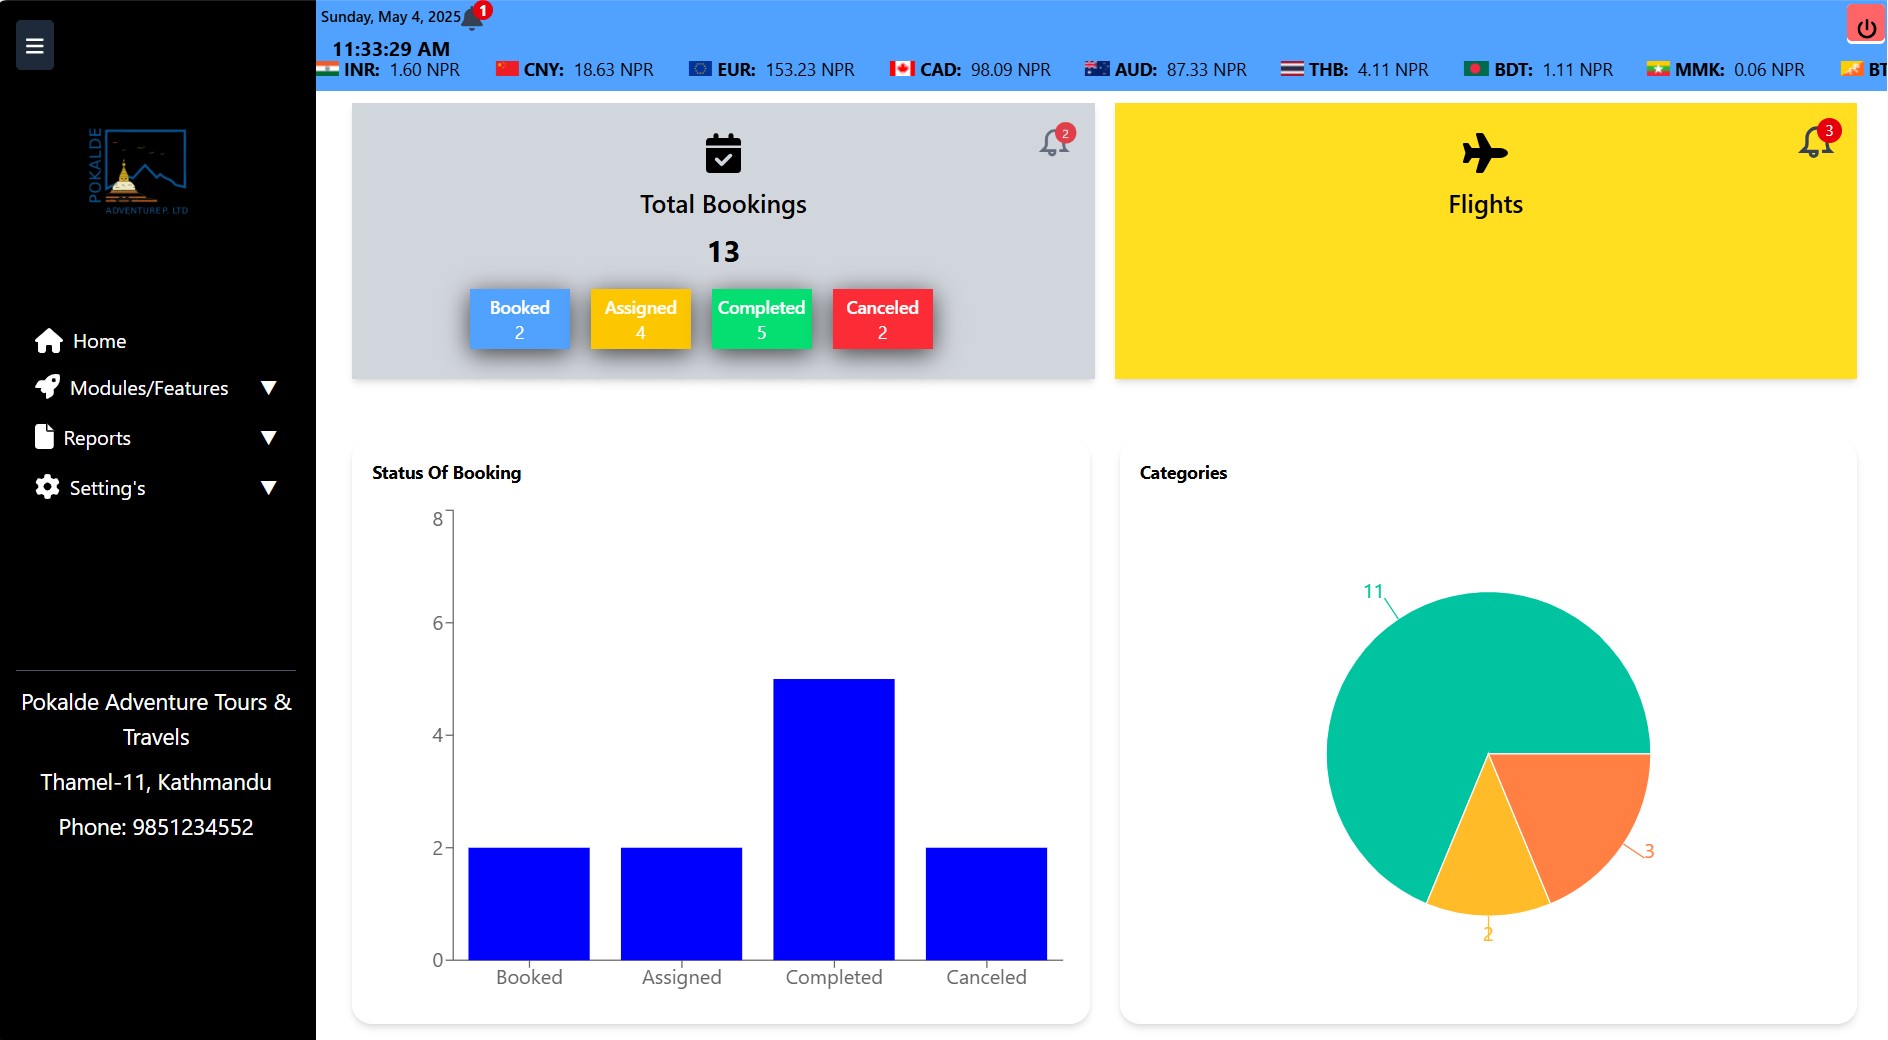 POKALDE
ADVENTURE P. LTD
Home
Modules/Features
Reports
Setting's
Pokalde Adventure Tours &
Travels
Thamel-11, Kathmandu
Phone: 9851234552
Sunday, May 4, 2025 1
11:33:29 AM
INR: 1.60 NPR CNY: 18.63 NPR EUR: 153.23 NPR CAD: 98.09 NPR AUD: 87.33 NPR THB: 4.11 NPR BDT: 1.11 NPR MMK: 0.06 NPR BT
2
Total Bookings
13
Booked Assigned Completed Canceled
2 4 5 2
3
Flights
Status Of Booking
8
6
4
2
0
Booked Assigned Completed Canceled
Categories
11
3
2